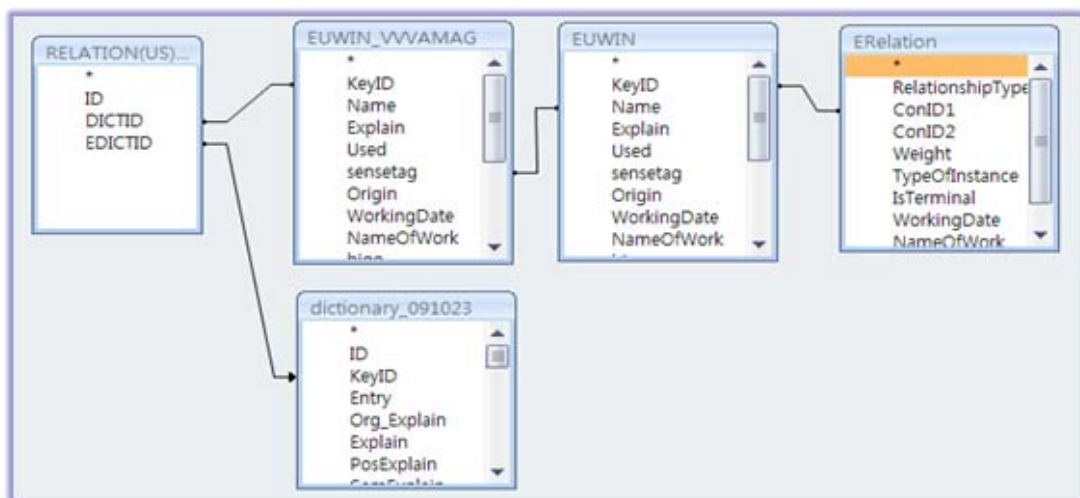 RELATION(US)...
*
ID
DICTID
EDICTID
EUWIN_VVVAMAG
*
KeyID
Name
Explain
Used
sensetag
Origin
WorkingDate
NameOfWork
EUWIN
*
KeyID
Name
Explain
Used
sensetag
Origin
WorkingDate
NameOfWork
ERelation
*
RelationshipType
ConID1
ConID2
Weight
TypeOfInstance
IsTerminal
WorkingDate
NameOfWork
dictionary_091023
*
ID
KeyID
Entry
Org_Explain
Explain
PosExplain